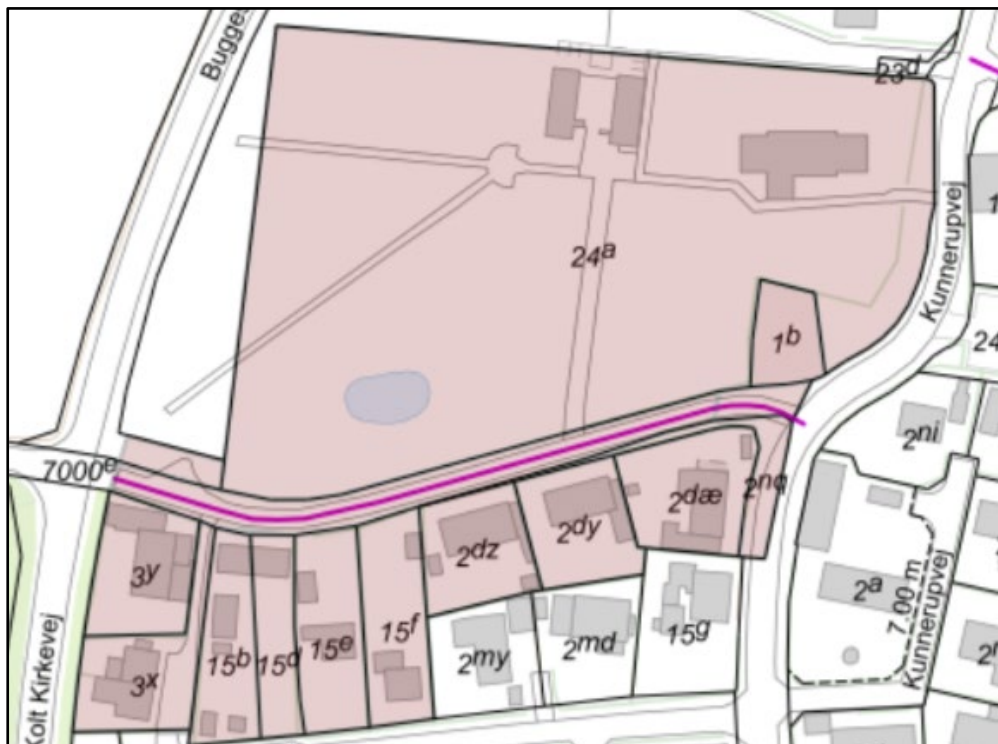 Bugges
23d
Kunnerupvej
24a
1
24
1b
2ni
7000e
2nq
2dæ
2dy
2dz
3y
2a
7.00 m
Kunnerupvej
15f
15g
15e
15b
15d
2md
2my
3x
Kolt Kirkevej